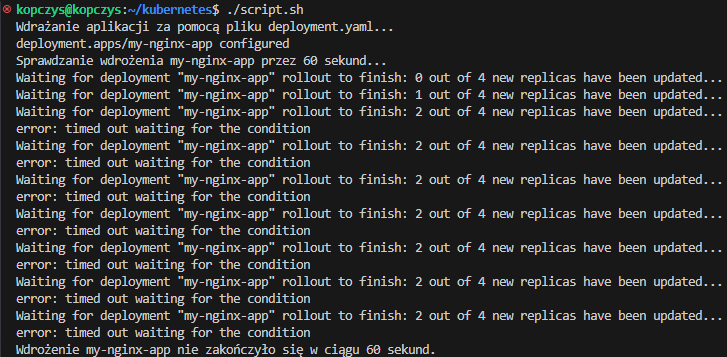 kopczys@kopczys:~/kubernetes$ ./script.sh
Wdrażanie aplikacji za pomocą pliku deployment.yaml...
deployment.apps/my-nginx-app configured
Sprawdzanie wdrożenia my-nginx-app przez 60 sekund...
Waiting for deployment "my-nginx-app" rollout to finish: 0 out of 4 new replicas have been updated...
Waiting for deployment "my-nginx-app" rollout to finish: 1 out of 4 new replicas have been updated...
Waiting for deployment "my-nginx-app" rollout to finish: 2 out of 4 new replicas have been updated...
error: timed out waiting for the condition
Waiting for deployment "my-nginx-app" rollout to finish: 2 out of 4 new replicas have been updated...
error: timed out waiting for the condition
Waiting for deployment "my-nginx-app" rollout to finish: 2 out of 4 new replicas have been updated...
error: timed out waiting for the condition
Waiting for deployment "my-nginx-app" rollout to finish: 2 out of 4 new replicas have been updated...
error: timed out waiting for the condition
Waiting for deployment "my-nginx-app" rollout to finish: 2 out of 4 new replicas have been updated...
error: timed out waiting for the condition
Waiting for deployment "my-nginx-app" rollout to finish: 2 out of 4 new replicas have been updated...
error: timed out waiting for the condition
Waiting for deployment "my-nginx-app" rollout to finish: 2 out of 4 new replicas have been updated...
error: timed out waiting for the condition
Wdrożenie my-nginx-app nie zakończyło się w ciągu 60 sekund.